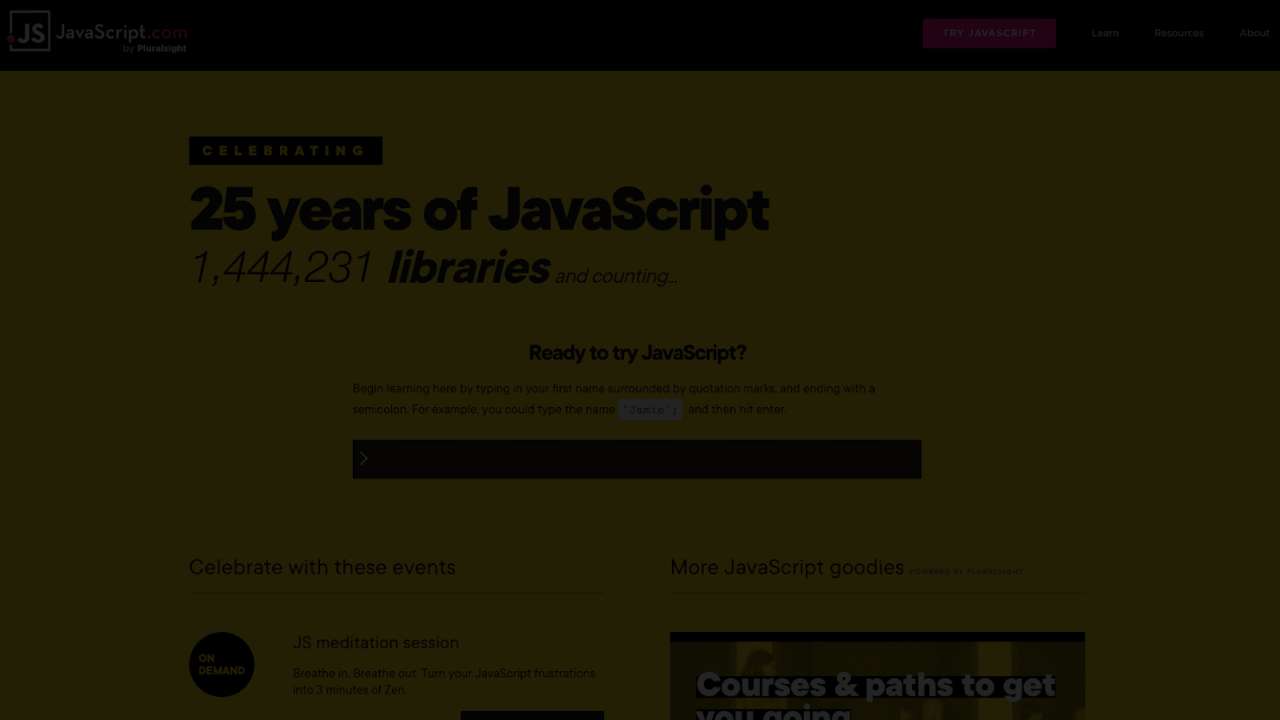 JS JavaScript.com
by Pluralsight
TRY JAVASCRIPT
Learn
Resources
About
CELEBRATING
25 years of JavaScript
1,444,231 libraries and counting...
Ready to try JavaScript?
Begin learning here by typing in your first name surrounded by quotation marks, and ending with a
semicolon. For example, you could type the name "Jamie"; and then hit enter.
Celebrate with these events
ON
DEMAND
JS meditation session
Breathe in. Breathe out. Turn your JavaScript frustrations
into 3 minutes of Zen.
More JavaScript goodies POWERED BY PLURALSIGHT
Courses & paths to get
you going